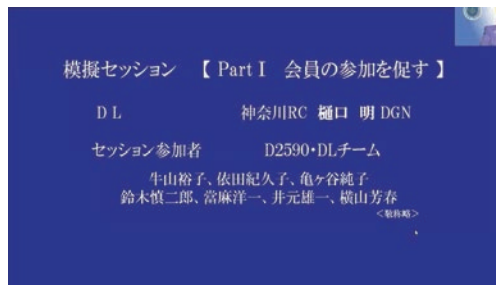 模擬セッション 【 Part I 会員の参加を促す 】
DL 神奈川RC 樋口 明 DGN
セッション参加者 D2590・DLチーム
牛山裕子、依田紀久子、亀ヶ谷純子
鈴木慎二郎、當麻洋一、井元雄一、横山芳春
＜敬称略＞